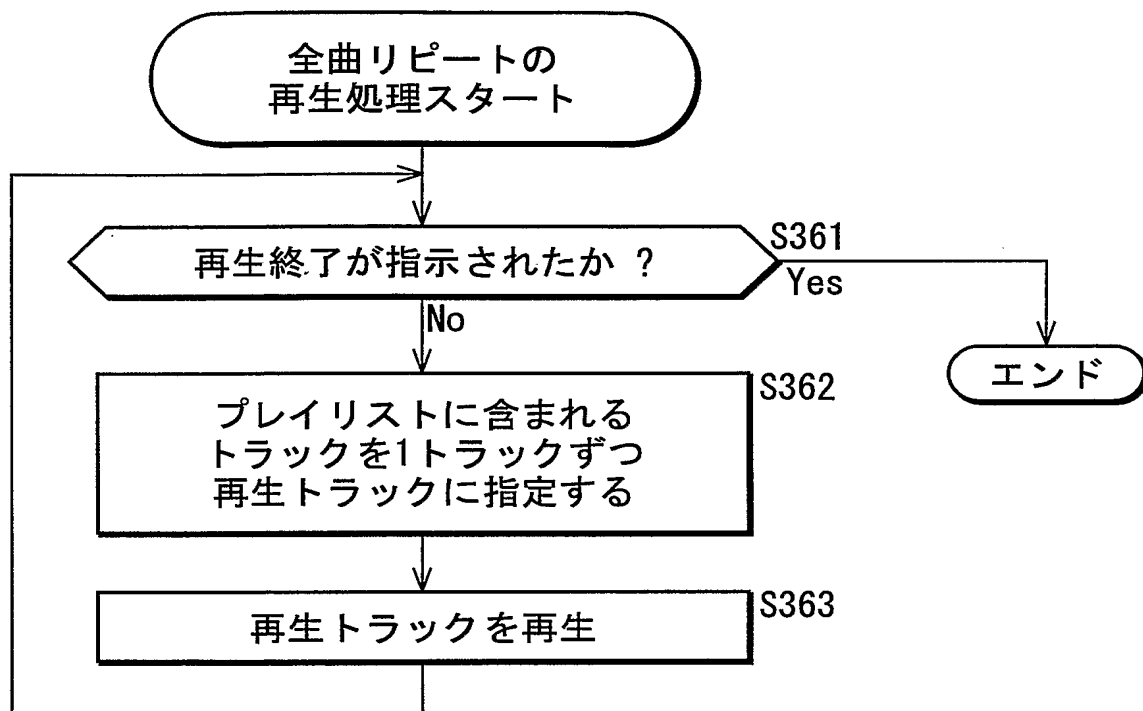 全曲リピートの
再生処理スタート
再生終了が指示されたか ?
S361
Yes
No
エンド
S362
プレイリストに含まれる
トラックを1トラックずつ
再生トラックに指定する
S363
再生トラックを再生